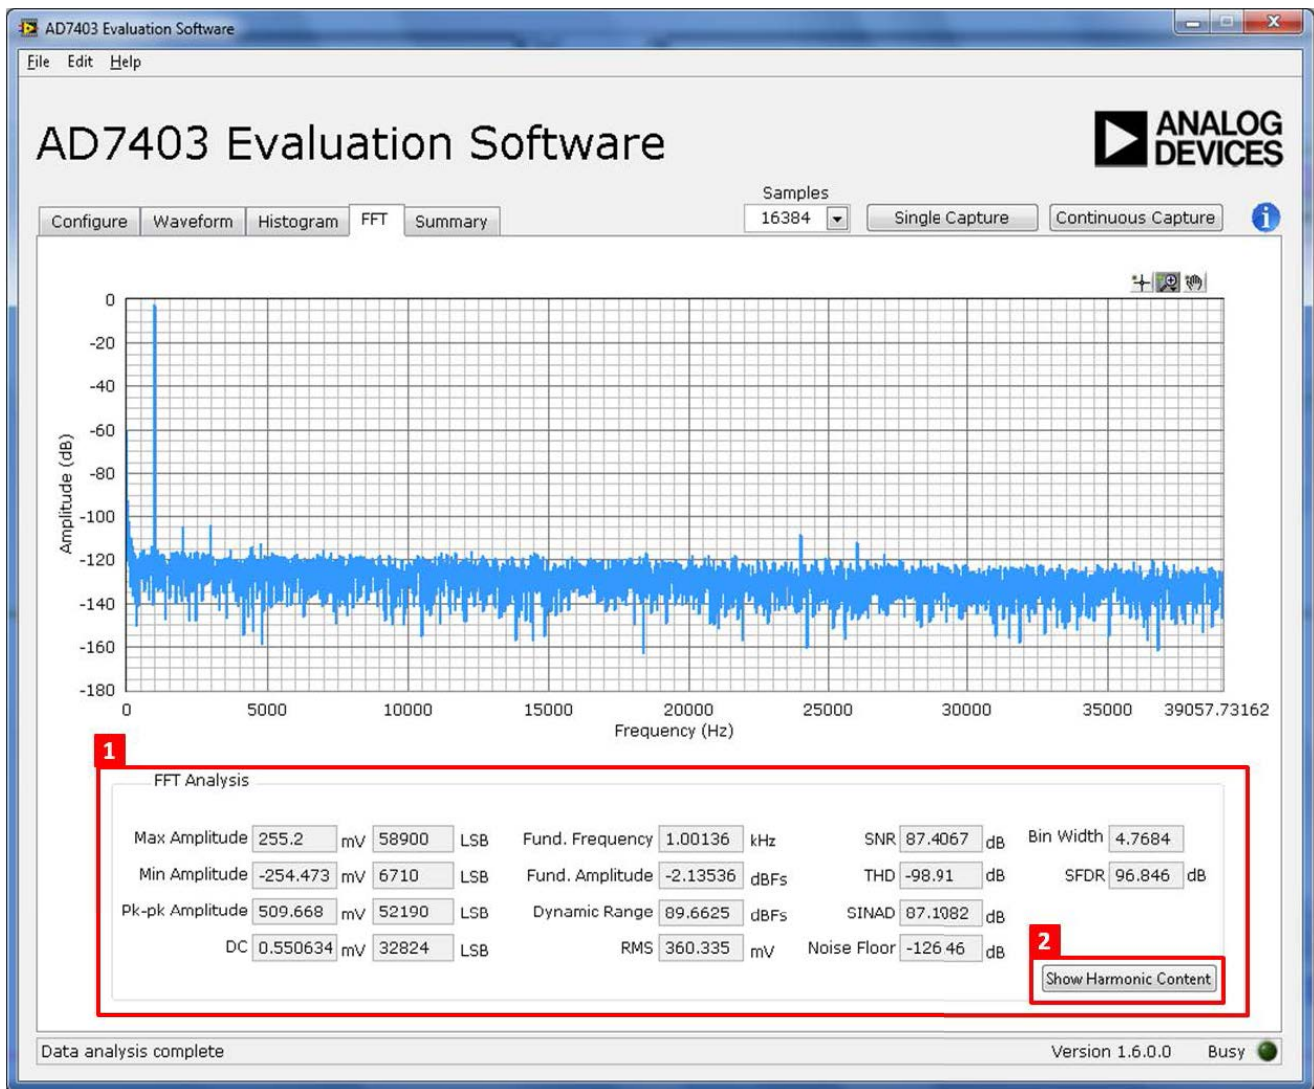 AD7403 Evaluation Software
File Edit Help
AD7403 Evaluation Software
ANALOG
DEVICES
Samples
Configure Waveform Histogram FFT Summary 16384 Single Capture Continuous Capture i
0
-20
-40
-60
-80
-100
-120
-140
-160
-180
Amplitude (dB)
0 5000 10000 15000 20000 25000 30000 35000 39057.73162
Frequency (Hz)
1
FFT Analysis
Max Amplitude 255.2 mV 58900 LSB Fund. Frequency 1.00136 kHz SNR 87.4067 dB Bin Width 4.7684
Min Amplitude -254.473 mV 6710 LSB Fund. Amplitude -2.13536 dBFs THD -98.91 dB SFDR 96.846 dB
Pk-pk Amplitude 509.668 mV 52190 LSB Dynamic Range 89.6625 dBFs SINAD 87.1082 dB
DC 0.550634 mV 32824 LSB RMS 360.335 mV Noise Floor -126.46 dB
2
Show Harmonic Content
Data analysis complete Version 1.6.0.0 Busy